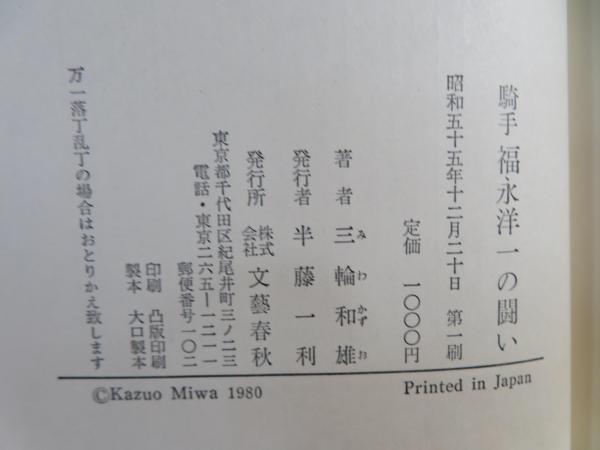 騎手 福永洋一の闘い
昭和五十五年十二月二十日 第一刷
定価 一〇〇〇円
著者 三輪和雄
みわかずお
発行者 半藤一利
発行所 株式会社 文藝春秋
東京都千代田区紀尾井町三ノ二三
電話・東京二六五―一二一一
郵便番号一〇二
印刷 凸版印刷
製本 大口製本
万一落丁乱丁の場合はおとりかえ致します
©Kazuo Miwa 1980
Printed in Japan